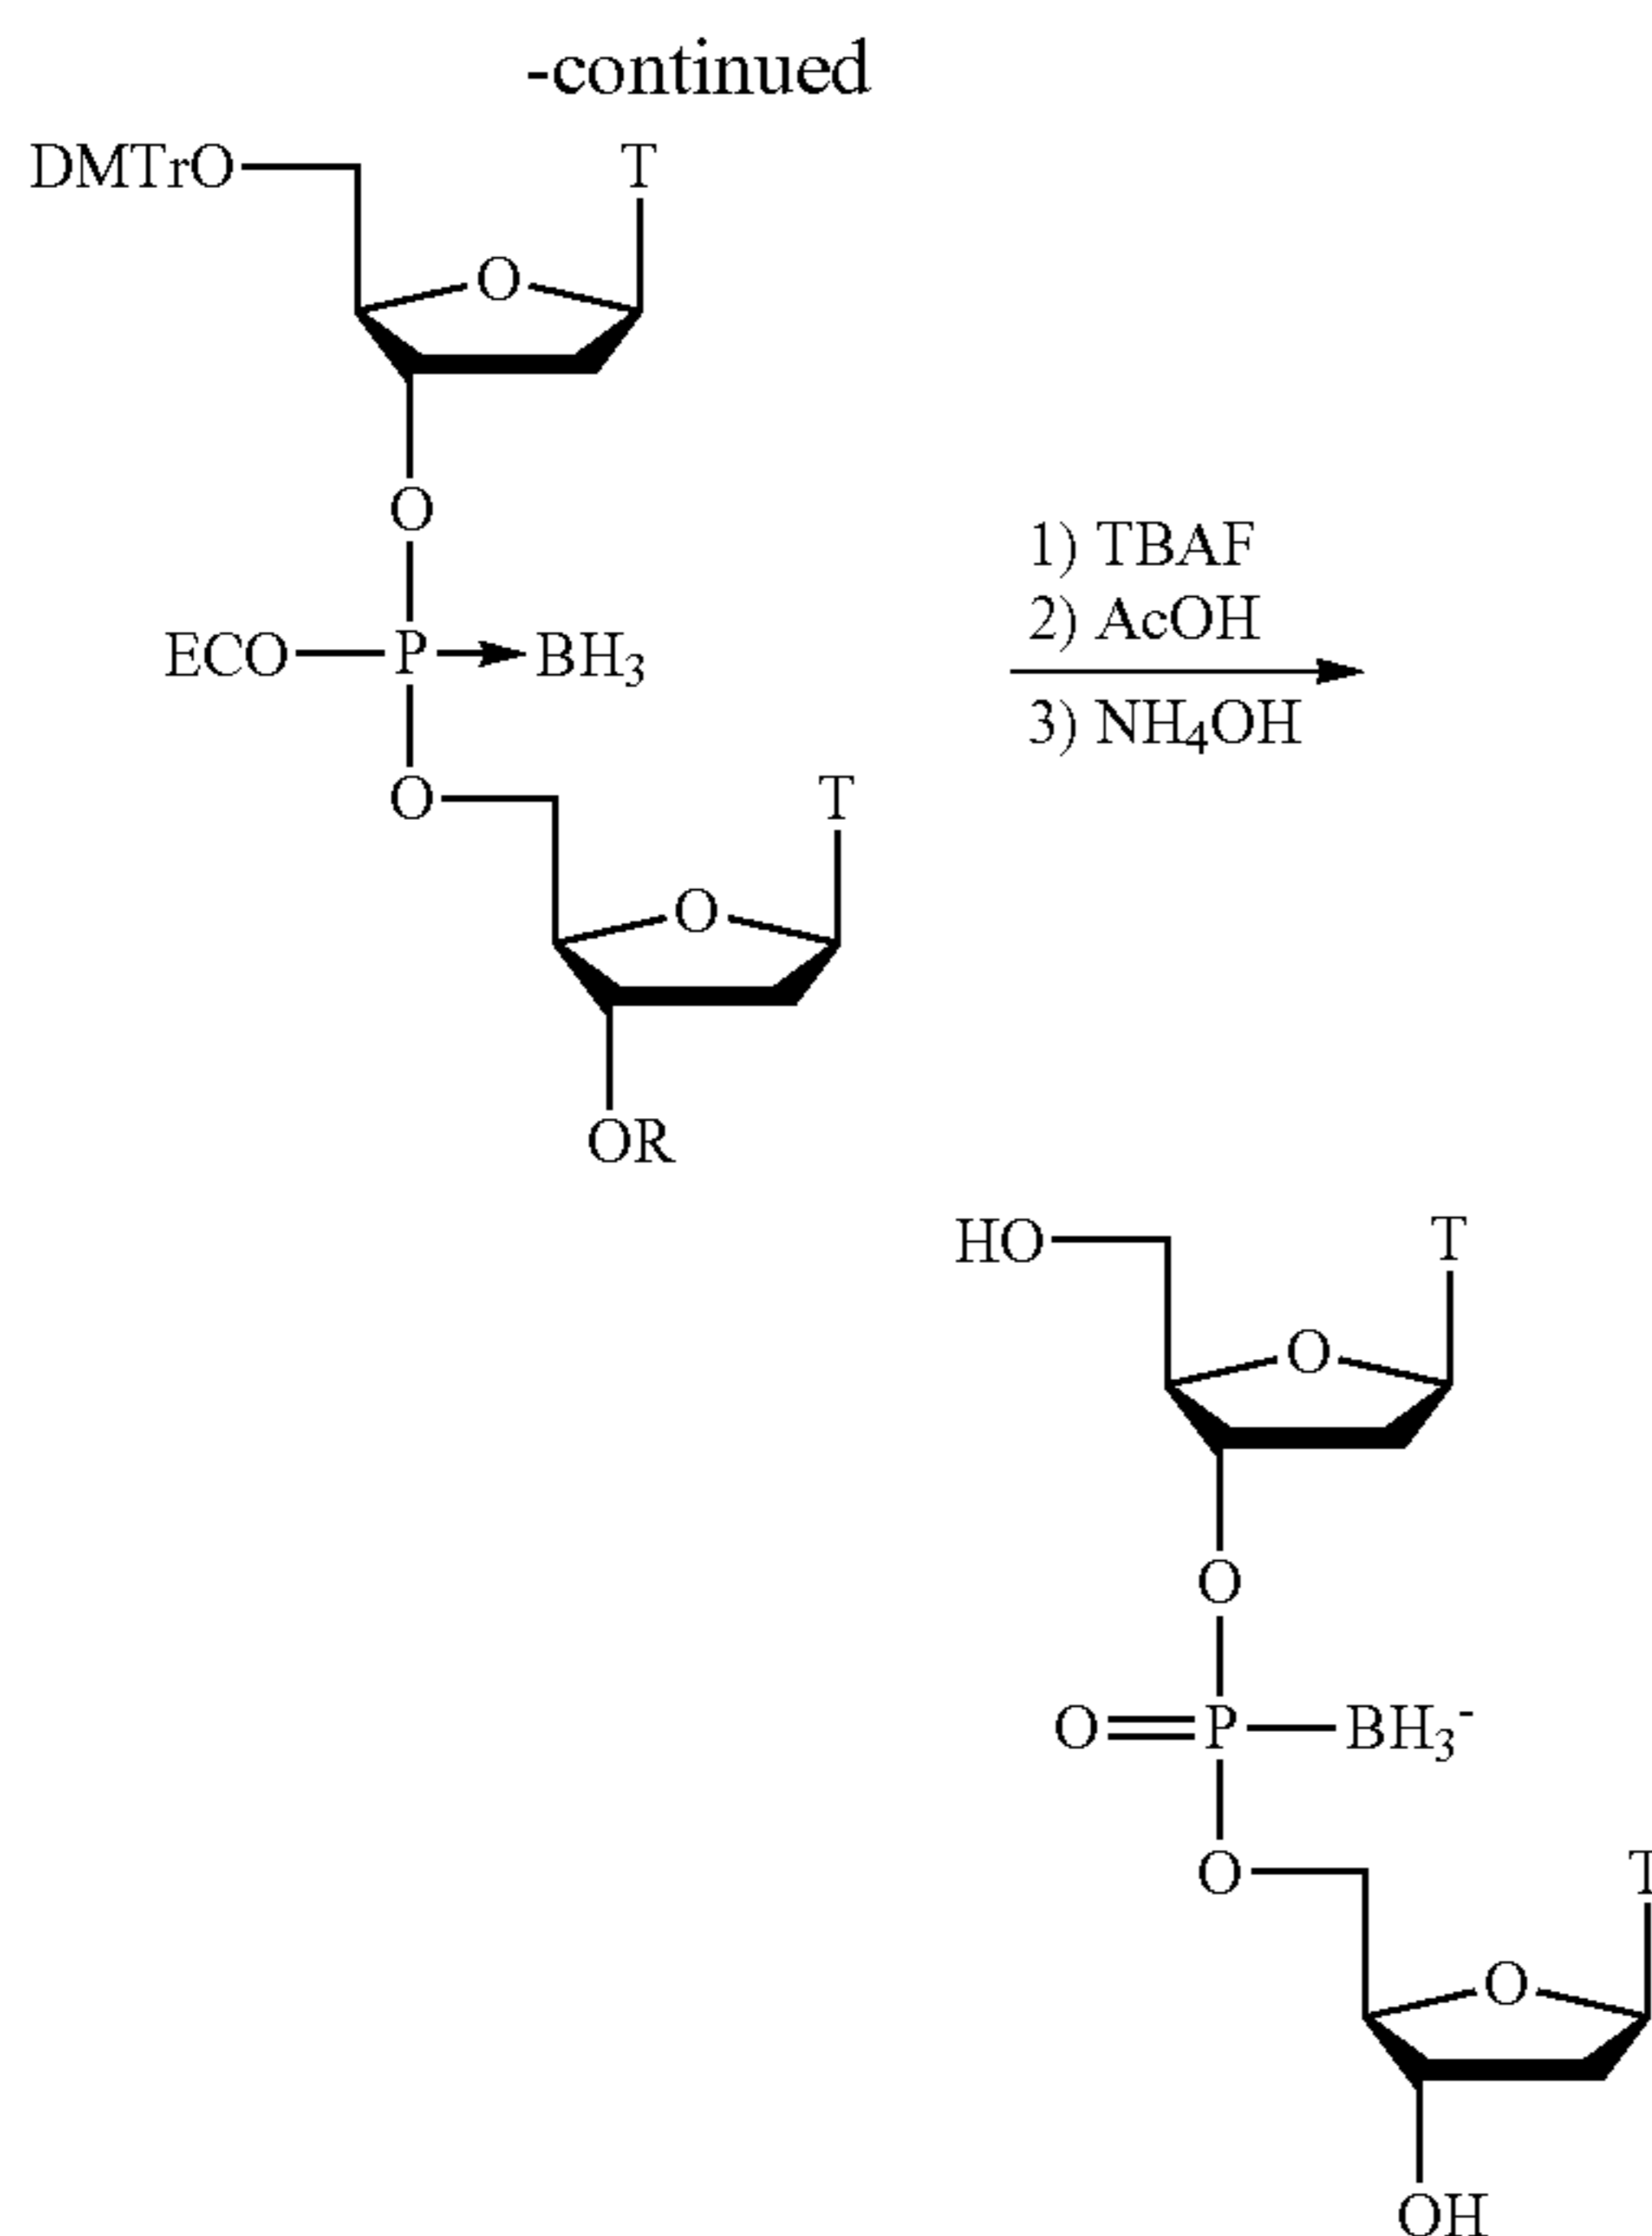 -continued
DMTrO T
O
O
ECO P BH3
O T
O
OR
1) TBAF
2) AcOH
3) NH4OH
HO T
O
O
O P BH3-
O T
O
OH